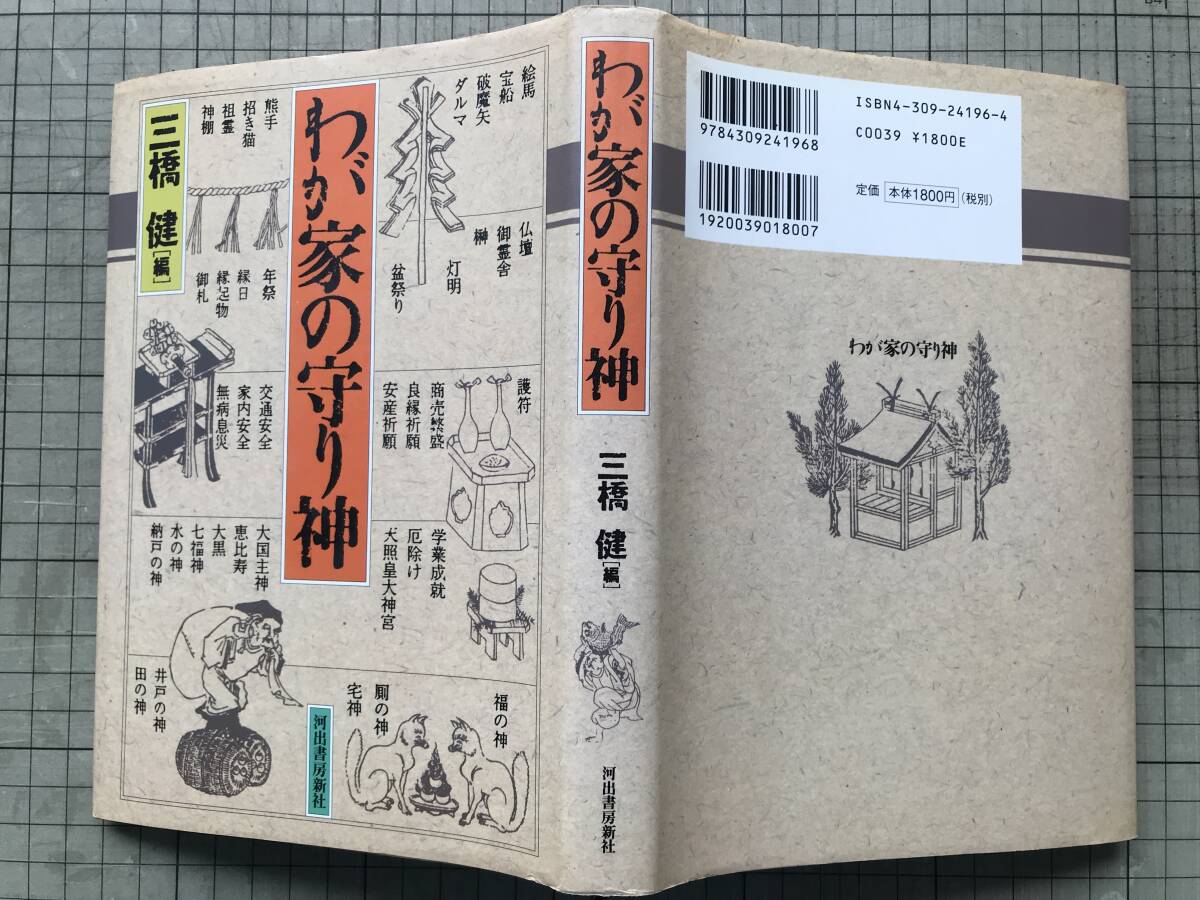 絵馬
宝船
破魔矢
ダルマ
熊手
招き猫
祖霊
神棚
わが家の守り神
三橋 健[編]
仏壇
御霊舎
榊
灯明
盆祭り
年祭
縁日
縁起物
御札
護符
商売繁盛
良縁祈願
安産祈願
交通安全
家内安全
無病息災
学業成就
厄除け
天照皇大神宮
大国主神
恵比寿
大黒
七福神
水の神
納戸の神
福の神
厠の神
宅神
井戸の神
田の神
河出書房新社
わが家の守り神
三橋 健[編]
河出書房新社
9784309241968
1920039018007
ISBN4-309-24196-4
C0039 ¥1800E
定価 本体1800円(税別)
わが家の守り神